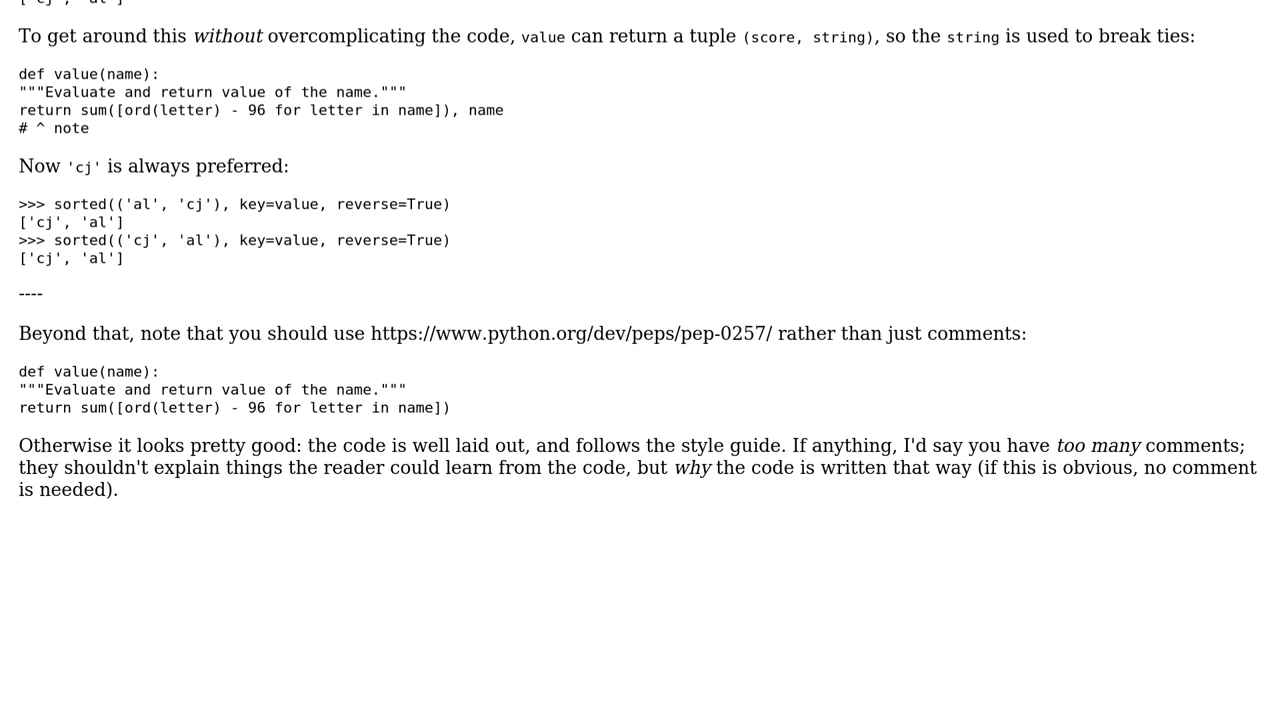 ['cj', 'al']
To get around this without overcomplicating the code, value can return a tuple (score, string), so the string is used to break ties:
def value(name):
"""Evaluate and return value of the name."""
return sum([ord(letter) - 96 for letter in name]), name
# ^ note
Now 'cj' is always preferred:
>>> sorted(('al', 'cj'), key=value, reverse=True)
['cj', 'al']
>>> sorted(('cj', 'al'), key=value, reverse=True)
['cj', 'al']
----
Beyond that, note that you should use https://www.python.org/dev/peps/pep-0257/ rather than just comments:
def value(name):
"""Evaluate and return value of the name."""
return sum([ord(letter) - 96 for letter in name])
Otherwise it looks pretty good: the code is well laid out, and follows the style guide. If anything, I'd say you have too many comments;
they shouldn't explain things the reader could learn from the code, but why the code is written that way (if this is obvious, no comment
is needed).